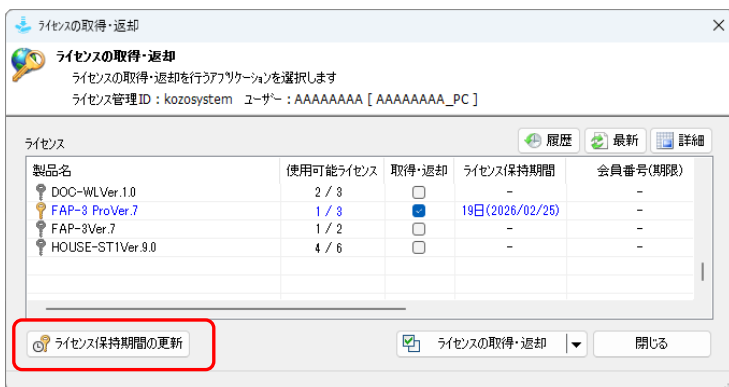 ライセンスの取得・返却
ライセンスの取得・返却
ライセンスの取得・返却を行うアプリケーションを選択します
ライセンス管理ID:kozosystem ユーザー:AAAAAAAA [ AAAAAAAA_PC ]
ライセンス 履歴 最新 詳細
製品名 使用可能ライセンス 取得・返却 ライセンス保持期間 会員番号(期限)
DOC-WLVer.1.0 2 / 3 - -
FAP-3 ProVer.7 1 / 3 19日(2026/02/25) -
FAP-3Ver.7 1 / 2 - -
HOUSE-ST1Ver.9.0 4 / 6 - -
ライセンス保持期間の更新 ライセンスの取得・返却 閉じる